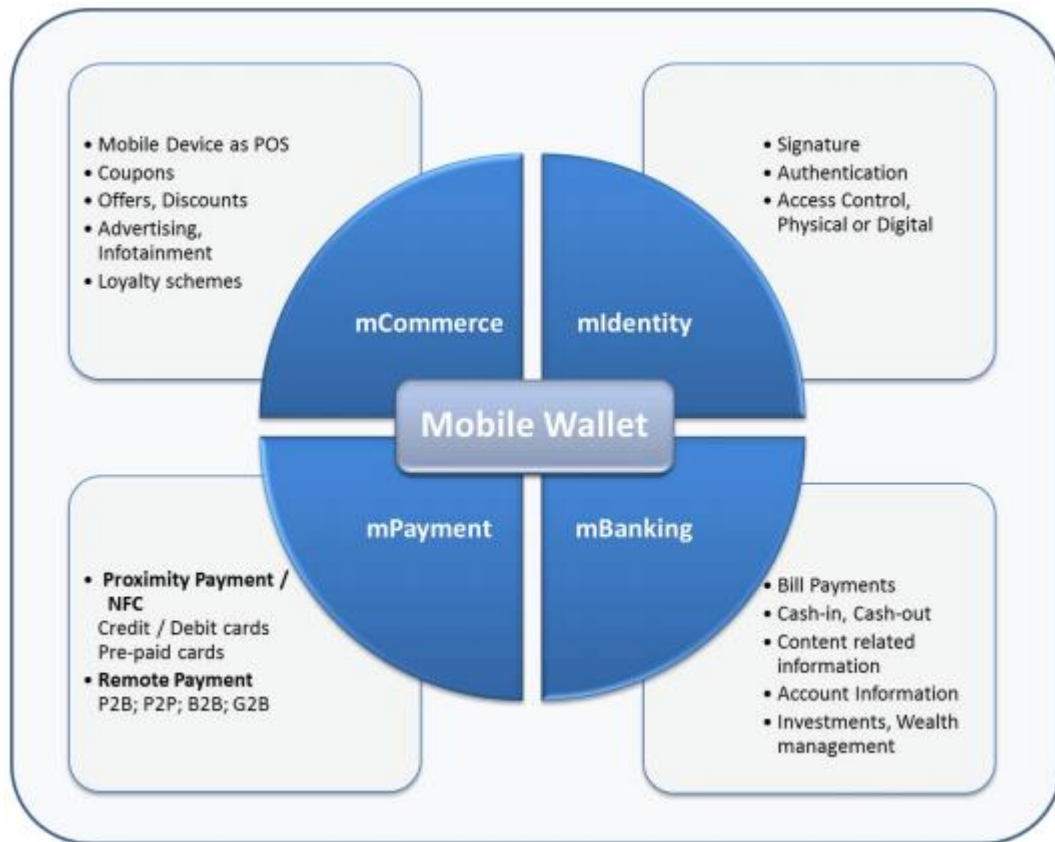 • Mobile Device as POS
• Coupons
• Offers, Discounts
• Advertising,
Infotainment
• Loyalty schemes
• Signature
• Authentication
• Access Control,
Physical or Digital
mCommerce
mIdentity
Mobile Wallet
mPayment
mBanking
• Proximity Payment /
NFC
Credit / Debit cards
Pre-paid cards
• Remote Payment
P2B; P2P; B2B; G2B
• Bill Payments
• Cash-in, Cash-out
• Content related
information
• Account Information
• Investments, Wealth
management